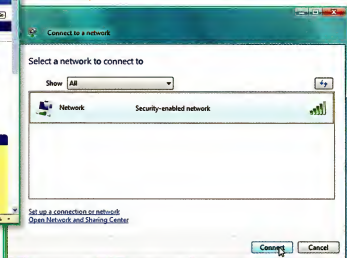 Connect to a network
Select a network to connect to
Show All
Network Security-enabled network
Set up a connection or network
Open Network and Sharing Center
Connect Cancel